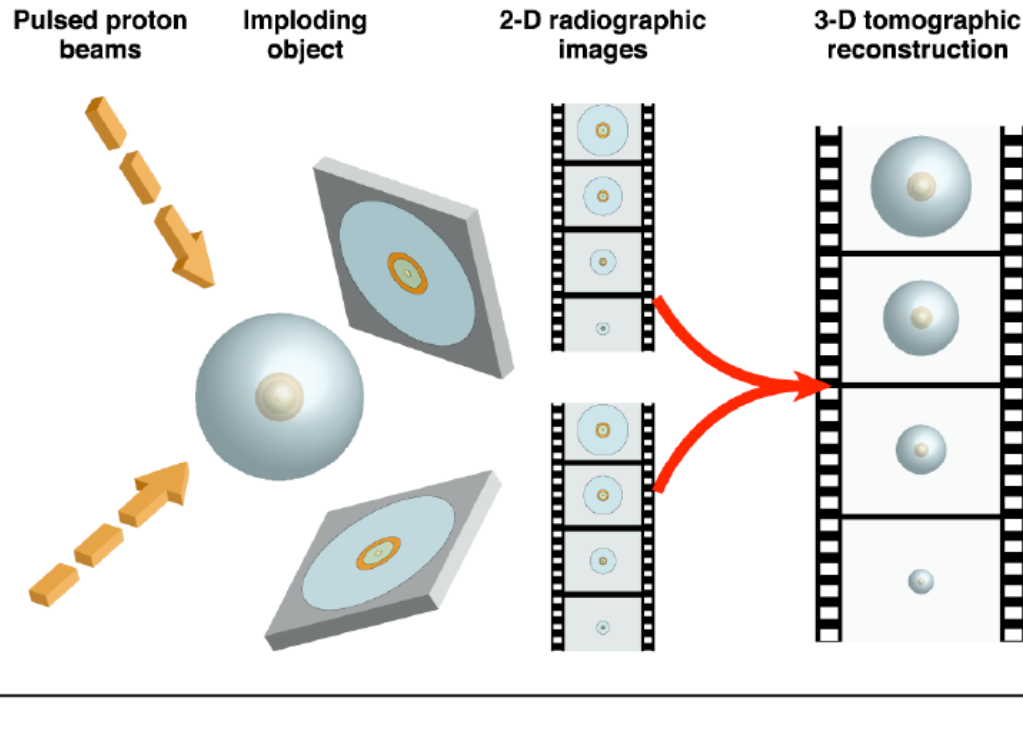 Pulsed proton
beams
Imploding
object
2-D radiographic
images
3-D tomographic
reconstruction